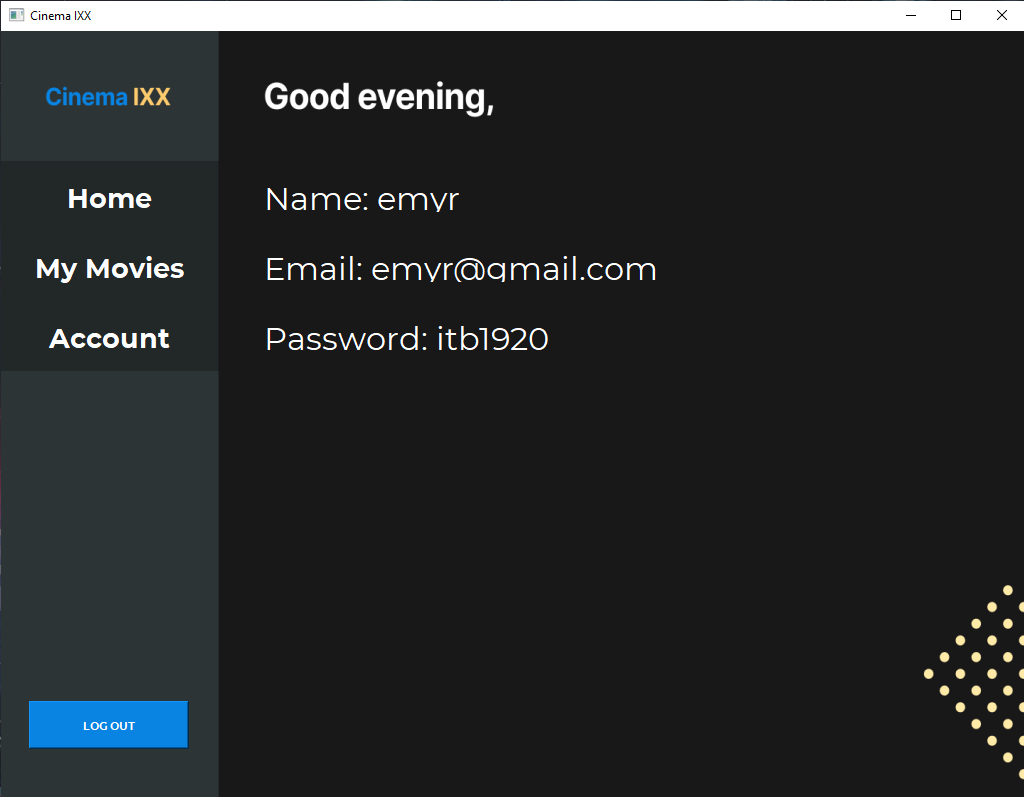 Cinema IXX
Cinema IXX
Home
My Movies
Account
LOG OUT
Good evening,
Name: emyr
Email: emyr@gmail.com
Password: itb1920